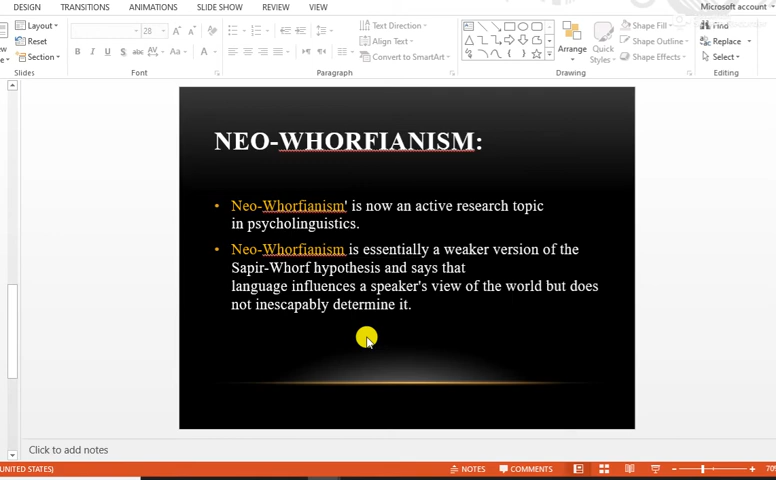 DESIGN TRANSITIONS ANIMATIONS SLIDE SHOW REVIEW VIEW Microsoft account
Layout 28 A A Text Direction Shape Fill Find
Reset Align Text Arrange Quick Styles Shape Outline Replace
Section B I U S abc AV Aa A Convert to SmartArt Shape Effects Select
Slides Font Paragraph Drawing Editing
NEO-WHORFIANISM:
• Neo-Whorfianism' is now an active research topic
in psycholinguistics.
• Neo-Whorfianism is essentially a weaker version of the
Sapir-Whorf hypothesis and says that
language influences a speaker's view of the world but does
not inescapably determine it.
Click to add notes
UNITED STATES) NOTES COMMENTS